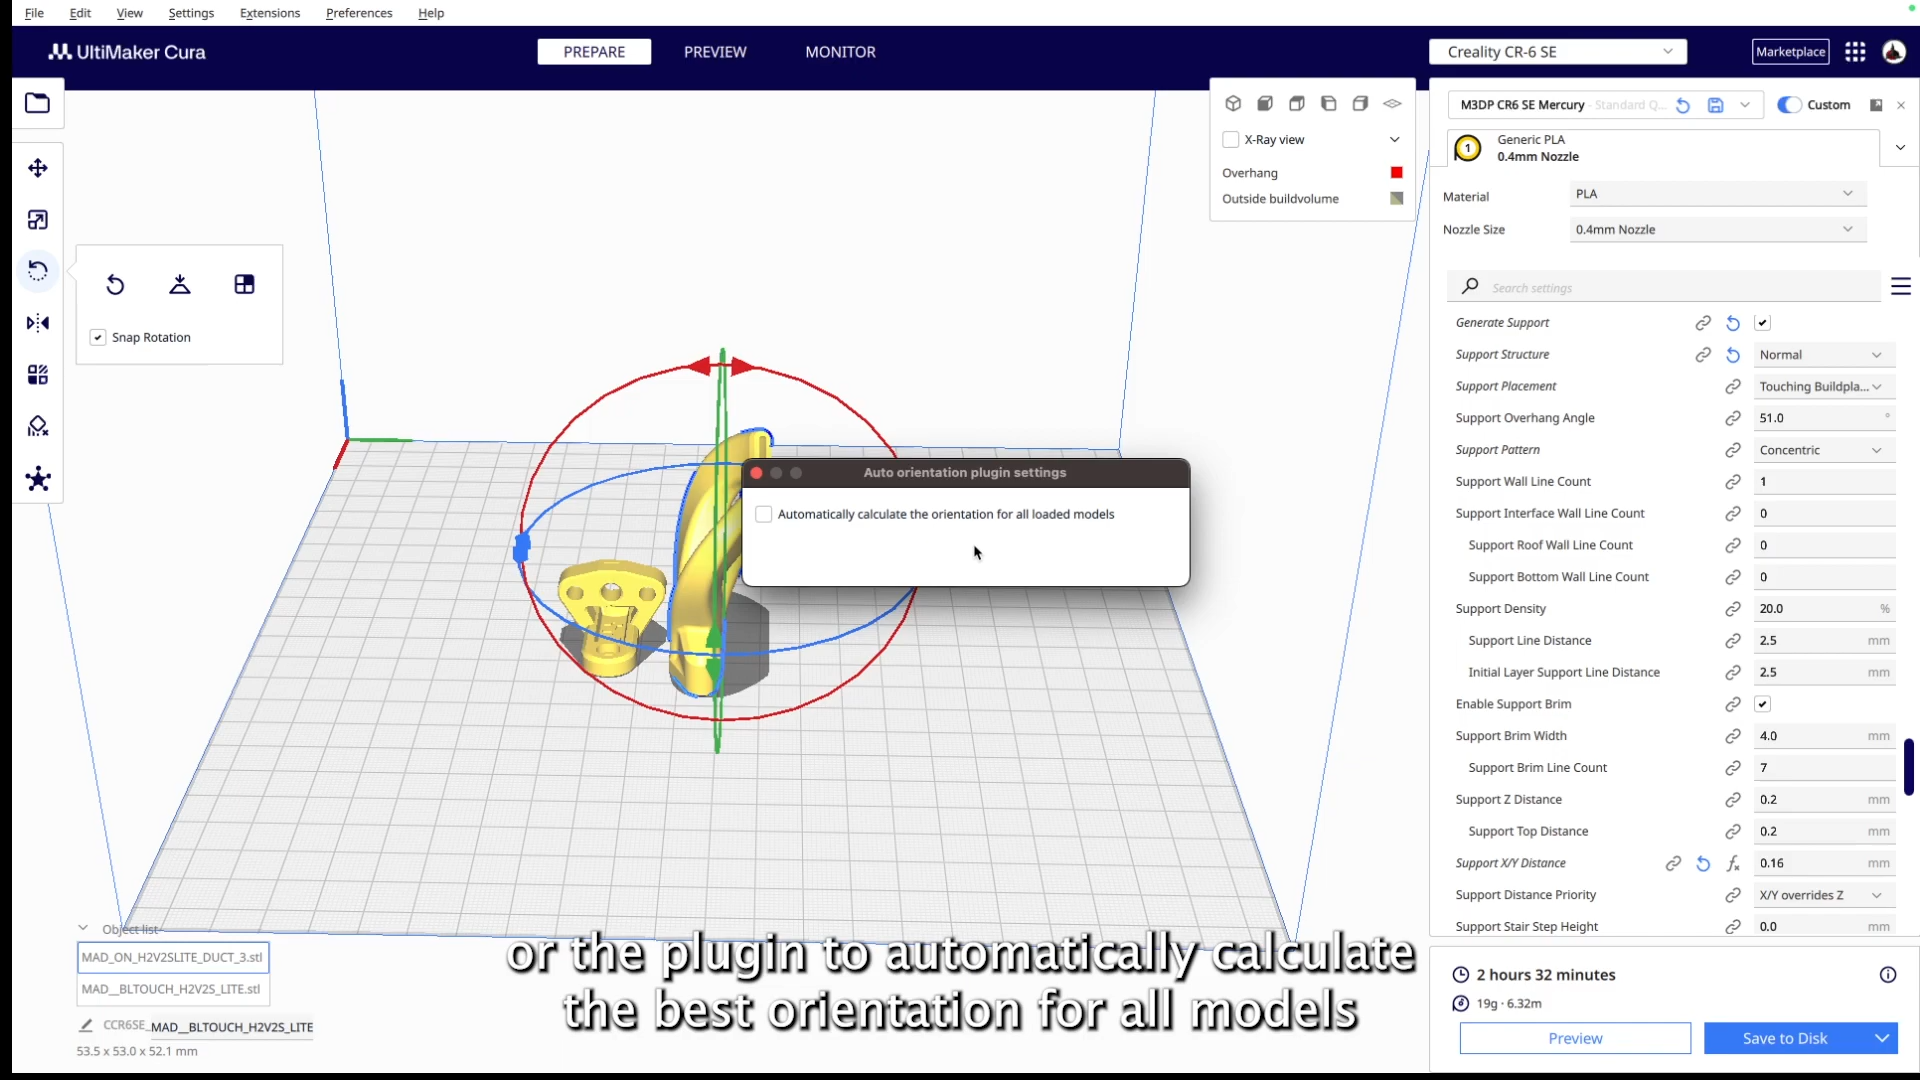 File Edit View Settings Extensions Preferences Help
UltiMaker Cura
PREPARE PREVIEW MONITOR
Creality CR-6 SE
Marketplace
M3DP CR6 SE Mercury - Standard Q...
Custom
1
Generic PLA
0.4mm Nozzle
Material PLA
Nozzle Size 0.4mm Nozzle
Search settings
X-Ray view
Overhang
Outside buildvolume
Snap Rotation
Generate Support
Support Structure Normal
Support Placement Touching Buildpla...
Support Overhang Angle 51.0 °
Support Pattern Concentric
Support Wall Line Count 1
Support Interface Wall Line Count 0
Support Roof Wall Line Count 0
Support Bottom Wall Line Count 0
Support Density 20.0 %
Support Line Distance 2.5 mm
Initial Layer Support Line Distance 2.5 mm
Enable Support Brim
Support Brim Width 4.0 mm
Support Brim Line Count 7
Support Z Distance 0.2 mm
Support Top Distance 0.2 mm
Support X/Y Distance 0.16 mm
Support Distance Priority X/Y overrides Z
Support Stair Step Height 0.0 mm
Auto orientation plugin settings
Automatically calculate the orientation for all loaded models
Object list
MAD_ON_H2V2SLITE_DUCT_3.stl
MAD__BLTOUCH_H2V2S_LITE.stl
CCR6SE_MAD__BLTOUCH_H2V2S_LITE
53.5 x 53.0 x 52.1 mm
or the plugin to automatically calculate
the best orientation for all models
2 hours 32 minutes
19g · 6.32m
Preview
Save to Disk